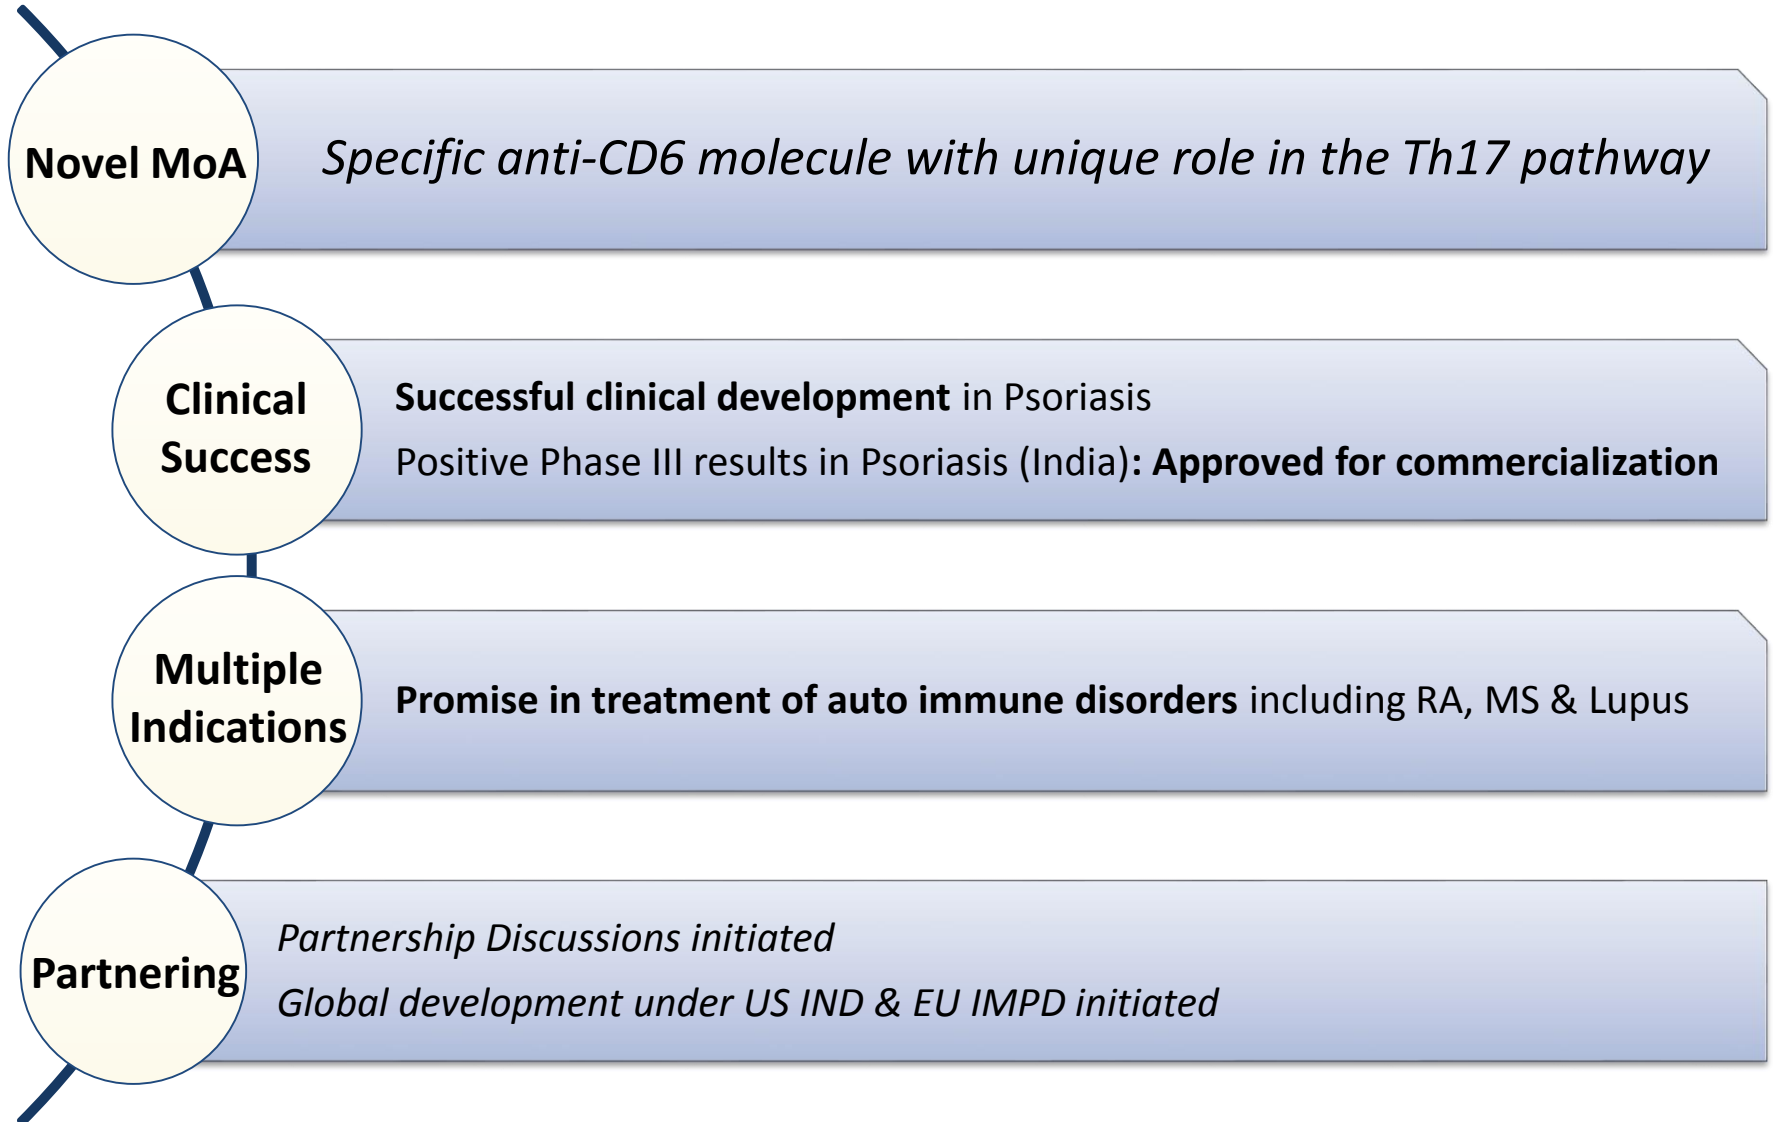 Novel MoA
Specific anti-CD6 molecule with unique role in the Th17 pathway
Clinical
Success
Successful clinical development in Psoriasis
Positive Phase III results in Psoriasis (India): Approved for commercialization
Multiple
Indications
Promise in treatment of auto immune disorders including RA, MS & Lupus
Partnering
Partnership Discussions initiated
Global development under US IND & EU IMPD initiated